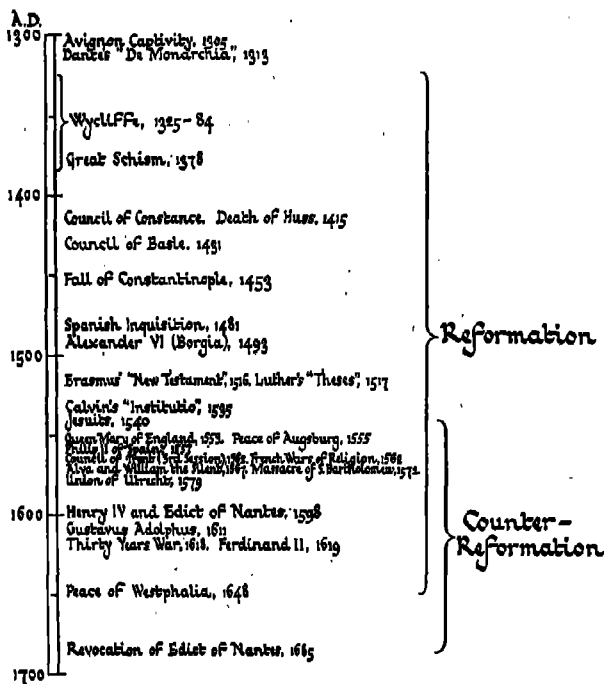 A.D.
1300
Avignon Captivity, 1305
Dante's "De Monarchia", 1313
Wycliffe, 1325-84
Great Schism, 1378
1400
Council of Constance. Death of Huss, 1415
Council of Basle, 1431
Fall of Constantinople, 1453
Spanish Inquisition, 1481
Alexander VI (Borgia), 1493
Reformation
1500
Erasmus' "New Testament", 1516, Luther's "Theses", 1517
Calvin's "Institutio", 1535
Jesuits, 1540
Queen Mary of England, 1553. Peace of Augsburg, 1555
Philip II of Spain,
Council of Trent (3rd Session), 1562, French Wars of Religion, 1562
Alva and William the Silent, 1567, Massacre of S. Bartholomew, 1572
Union of Utrecht, 1579
1600
Henry IV and Edict of Nantes, 1598
Gustavus Adolphus, 1611
Thirty Years War, 1618. Ferdinand II, 1619
Counter-
Reformation
Peace of Westphalia, 1648
Revocation of Edict of Nantes, 1685
1700